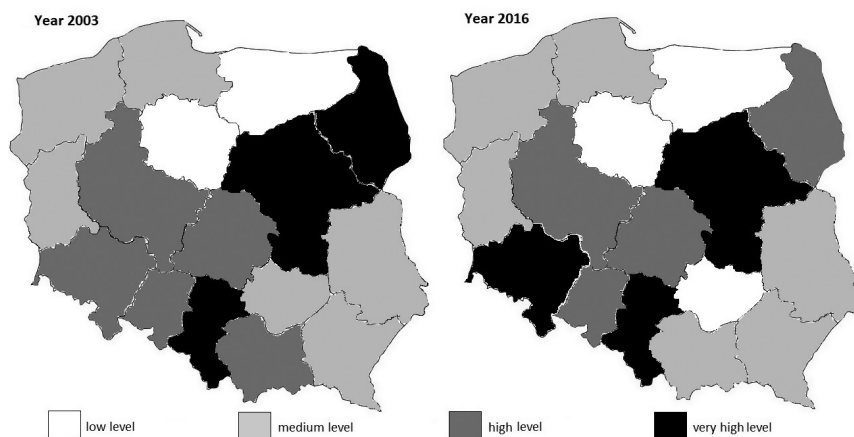 Year 2003
Year 2016
low level
medium level
high level
very high level